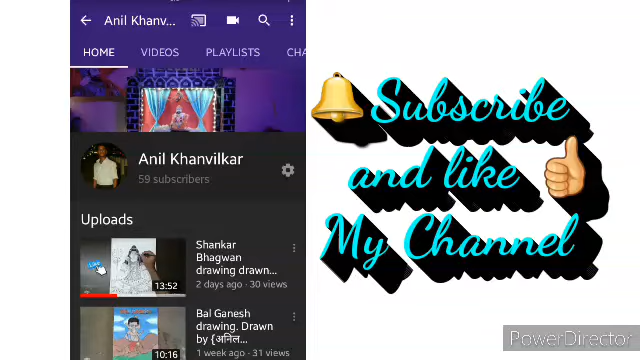 Anil Khanv...
HOME VIDEOS PLAYLISTS CHA
Anil Khanvilkar
59 subscribers
Uploads
Shankar
Bhagwan
drawing drawn...
2 days ago · 30 views
13:52
Bal Ganesh
drawing. Drawn
by {अनिल...
1 week ago · 31 views
10:16
Subscribe
and like
My Channel
PowerDirector